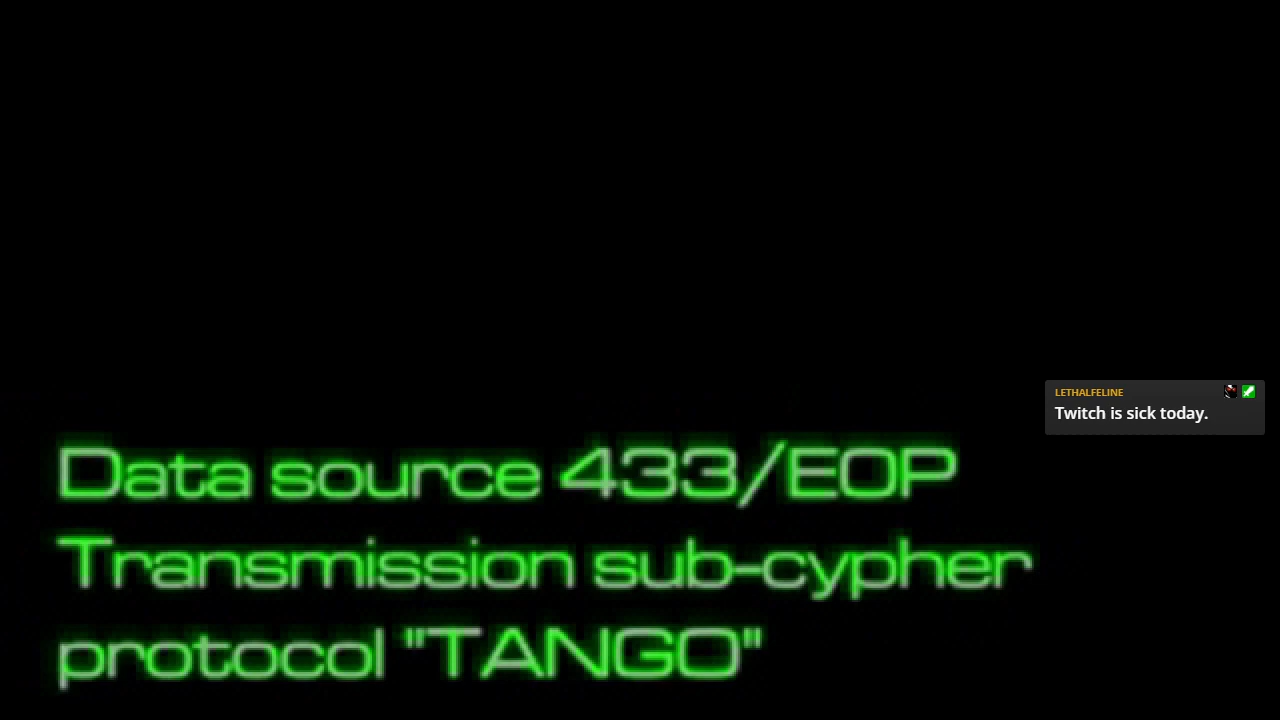 LETHALFELINE
Twitch is sick today.
Data source 433/EOP
Transmission sub-cypher
protocol "TANGO"